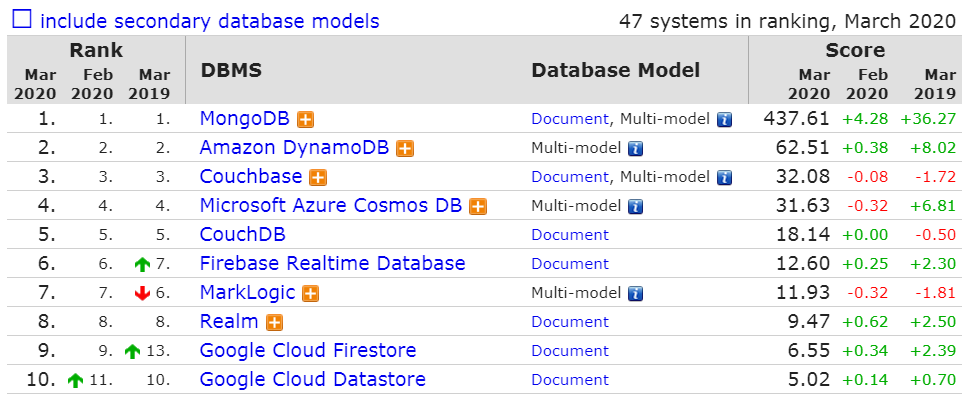 include secondary database models 47 systems in ranking, March 2020
Rank DBMS Database Model Score
Mar 2020 Feb 2020 Mar 2019 Mar 2020 Feb 2020 Mar 2019
1. 1. 1. MongoDB Document, Multi-model 437.61 +4.28 +36.27
2. 2. 2. Amazon DynamoDB Multi-model 62.51 +0.38 +8.02
3. 3. 3. Couchbase Document, Multi-model 32.08 -0.08 -1.72
4. 4. 4. Microsoft Azure Cosmos DB Multi-model 31.63 -0.32 +6.81
5. 5. 5. CouchDB Document 18.14 +0.00 -0.50
6. 6. 7. Firebase Realtime Database Document 12.60 +0.25 +2.30
7. 7. 6. MarkLogic Multi-model 11.93 -0.32 -1.81
8. 8. 8. Realm Document 9.47 +0.62 +2.50
9. 9. 13. Google Cloud Firestore Document 6.55 +0.34 +2.39
10. 11. 10. Google Cloud Datastore Document 5.02 +0.14 +0.70